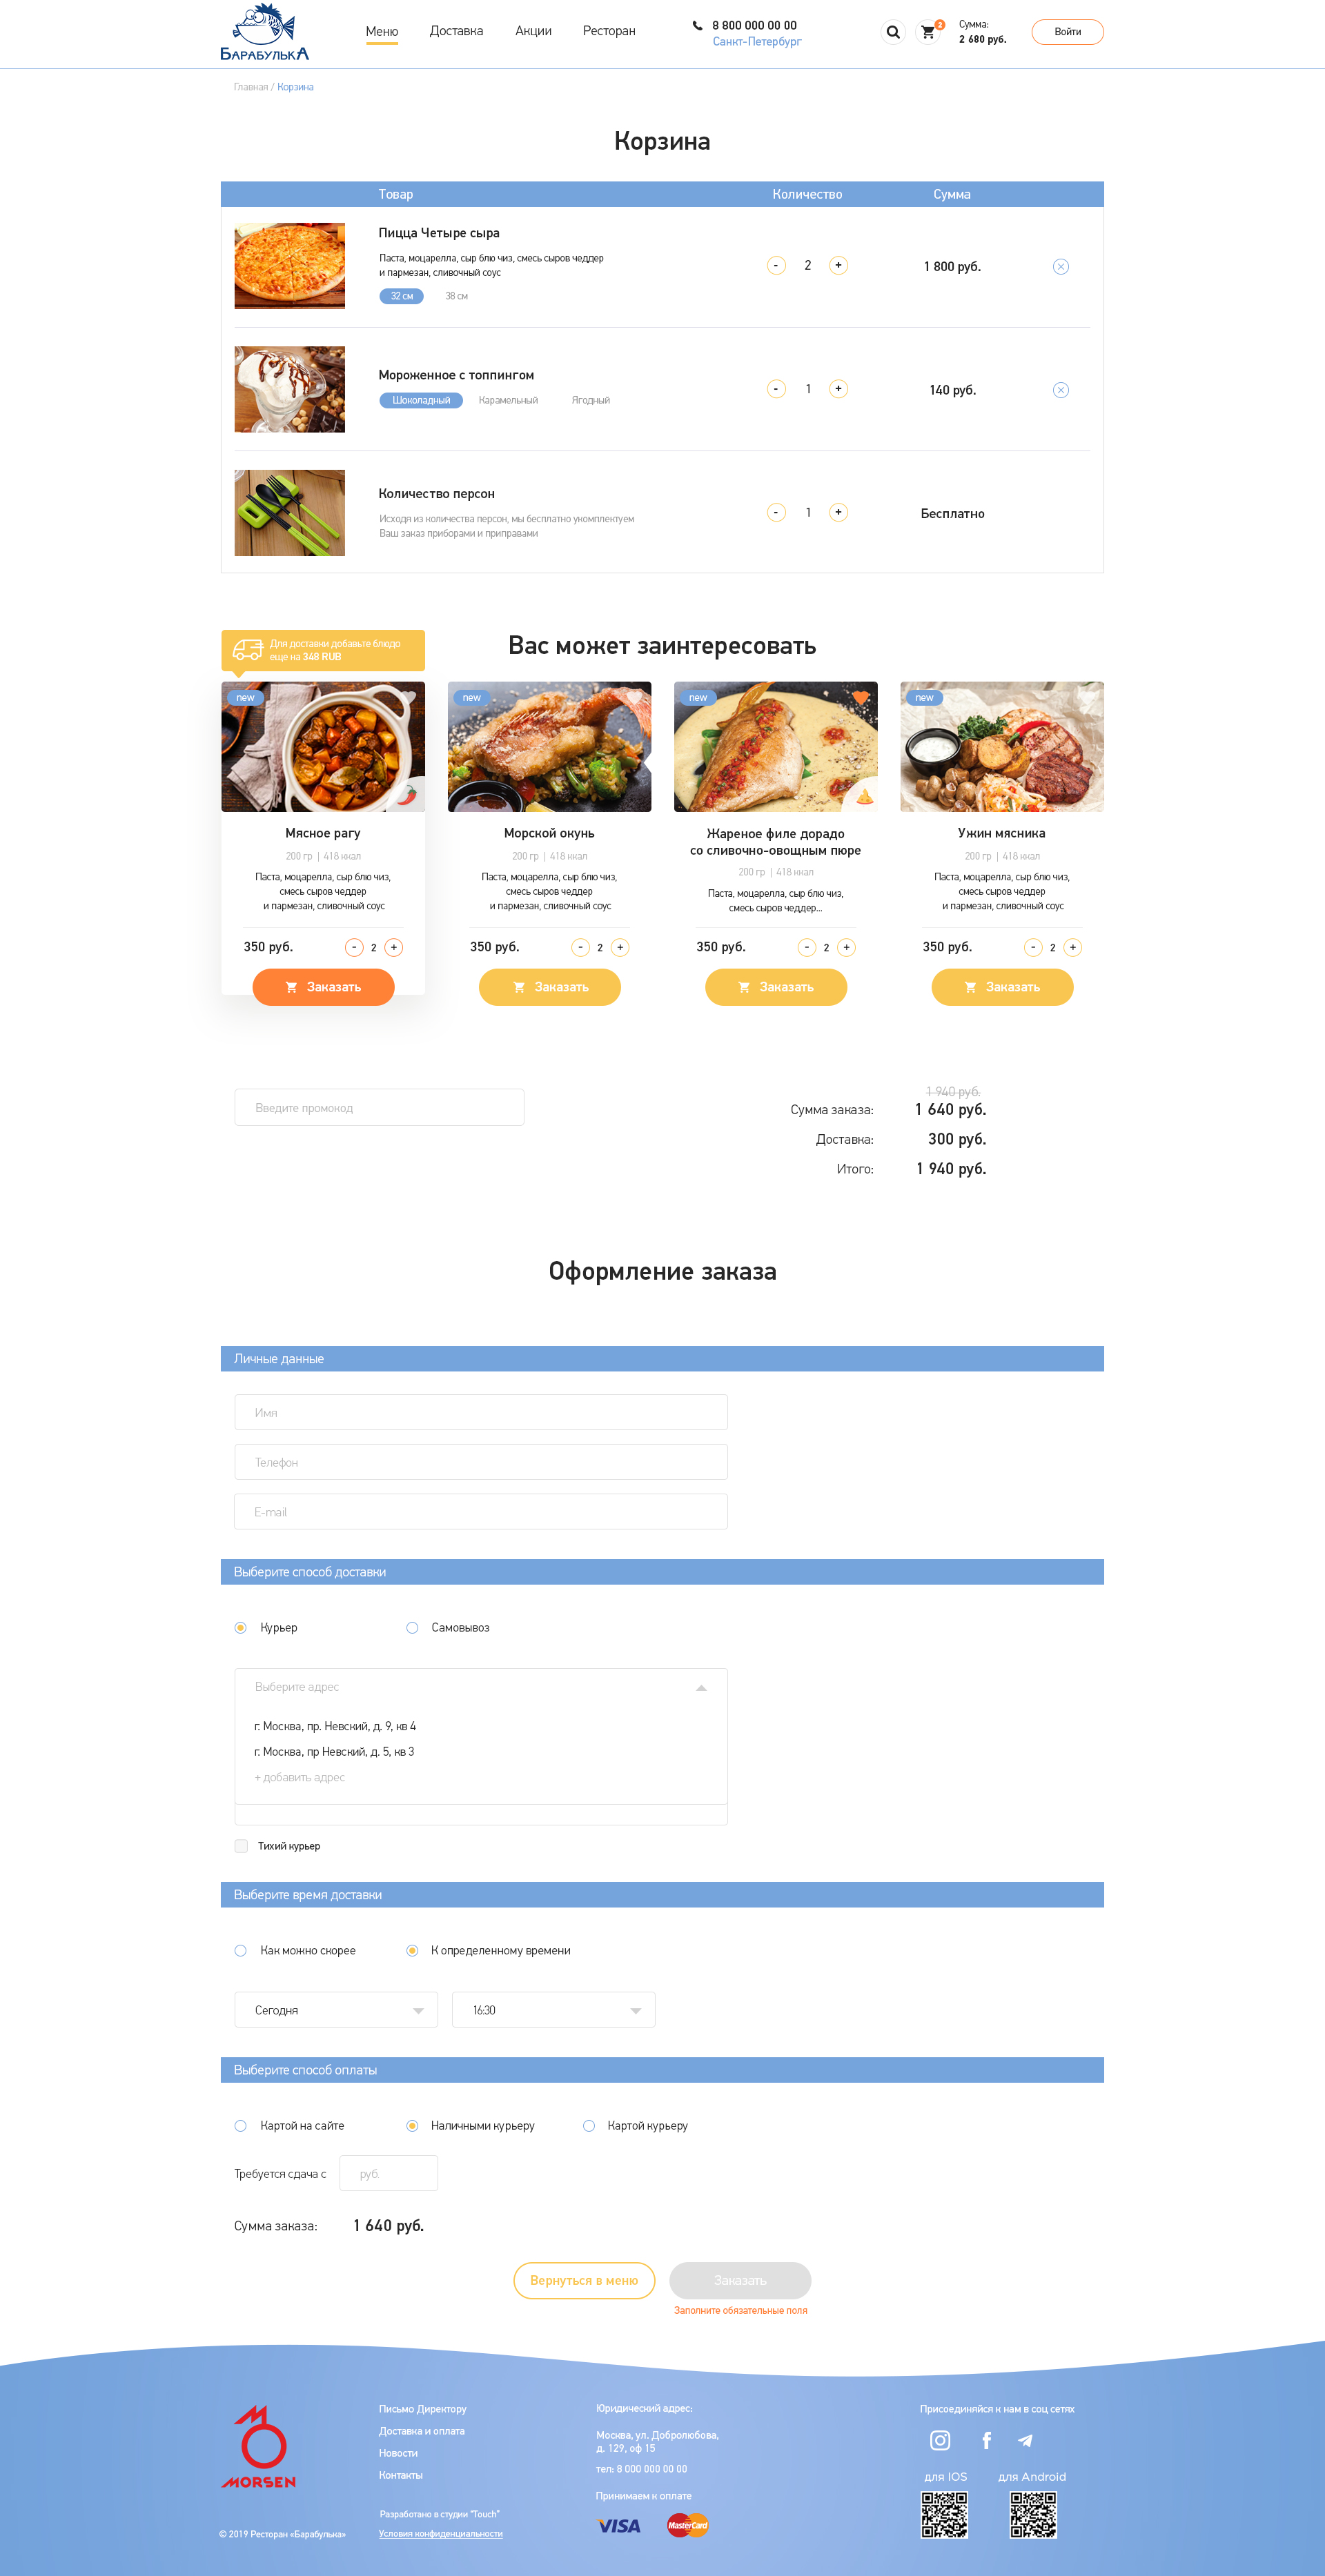 БАРАБУЛЬКА
Меню
Доставка
Акции
Ресторан
8 800 000 00 00
Санкт-Петербург
2
Сумма:
2 680 руб.
Войти
Главная / Корзина
Корзина
Товар
Количество
Сумма
Пицца Четыре сыра
Паста, моцарелла, сыр блю чиз, смесь сыров чеддер
и пармезан, сливочный соус
32 см
38 см
- 2 +
1 800 руб.
Мороженное с топпингом
Шоколадный
Карамельный
Ягодный
- 1 +
140 руб.
Количество персон
Исходя из количества персон, мы бесплатно укомплектуем
Ваш заказ приборами и приправами
- 1 +
Бесплатно
Для доставки добавьте блюдо
еще на 348 RUB
Вас может заинтересовать
new
Мясное рагу
200 гр | 418 ккал
Паста, моцарелла, сыр блю чиз,
смесь сыров чеддер
и пармезан, сливочный соус
350 руб.
- 2 +
Заказать
new
Морской окунь
200 гр | 418 ккал
Паста, моцарелла, сыр блю чиз,
смесь сыров чеддер
и пармезан, сливочный соус
350 руб.
- 2 +
Заказать
new
Жареное филе дорадо
со сливочно-овощным пюре
200 гр | 418 ккал
Паста, моцарелла, сыр блю чиз,
смесь сыров чеддер...
350 руб.
- 2 +
Заказать
new
Ужин мясника
200 гр | 418 ккал
Паста, моцарелла, сыр блю чиз,
смесь сыров чеддер
и пармезан, сливочный соус
350 руб.
- 2 +
Заказать
Введите промокод
1 940 руб.
Сумма заказа:
1 640 руб.
Доставка:
300 руб.
Итого:
1 940 руб.
Оформление заказа
Личные данные
Имя
Телефон
E-mail
Выберите способ доставки
Курьер
Самовывоз
Выберите адрес
г. Москва, пр. Невский, д. 9, кв 4
г. Москва, пр Невский, д. 5, кв 3
+ добавить адрес
Тихий курьер
Выберите время доставки
Как можно скорее
К определенному времени
Сегодня
16:30
Выберите способ оплаты
Картой на сайте
Наличными курьеру
Картой курьеру
Требуется сдача с
руб.
Сумма заказа:
1 640 руб.
Вернуться в меню
Заказать
Заполните обязательные поля
MORSEN
© 2019 Ресторан «Барабулька»
Письмо Директору
Доставка и оплата
Новости
Контакты
Разработано в студии "Touch"
Условия конфиденциальности
Юридический адрес:
Москва, ул. Добролюбова,
д. 129, оф 15
тел: 8 000 000 00 00
Принимаем к оплате
VISA
MasterCard
Присоединяйся к нам в соц сетях
для IOS
для Android